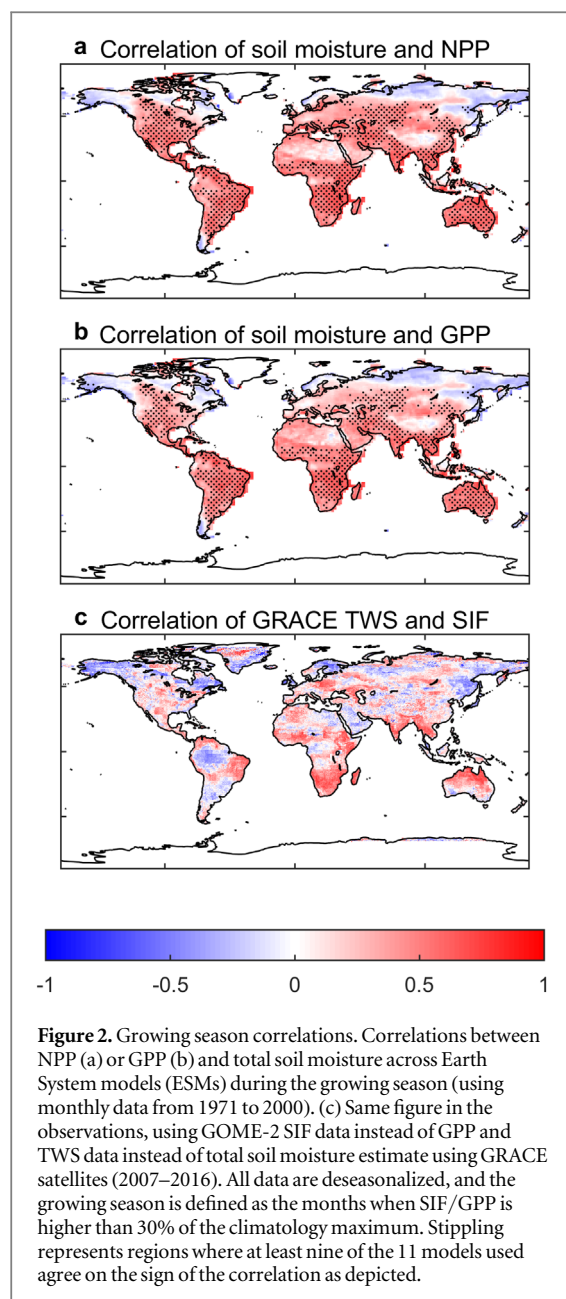 a Correlation of soil moisture and NPP
b Correlation of soil moisture and GPP
c Correlation of GRACE TWS and SIF
-1 -0.5 0 0.5 1
Figure 2. Growing season correlations. Correlations between
NPP (a) or GPP (b) and total soil moisture across Earth
System models (ESMs) during the growing season (using
monthly data from 1971 to 2000). (c) Same figure in the
observations, using GOME-2 SIF data instead of GPP and
TWS data instead of total soil moisture estimate using GRACE
satellites (2007–2016). All data are deseasonalized, and the
growing season is defined as the months when SIF/GPP is
higher than 30% of the climatology maximum. Stippling
represents regions where at least nine of the 11 models used
agree on the sign of the correlation as depicted.